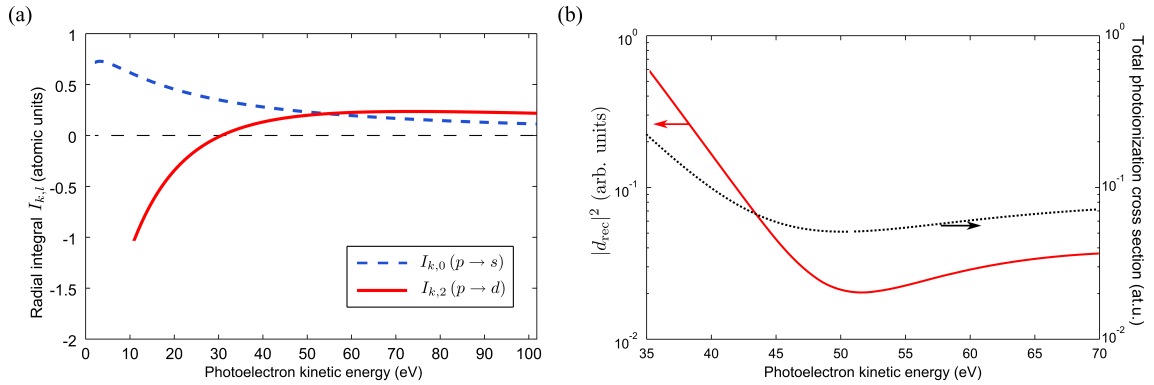 (a)
1
0.5
0
-0.5
-1
-1.5
-2
0 10 20 30 40 50 60 70 80 90 100
Radial integral I_{k,l} (atomic units)
Photoelectron kinetic energy (eV)
I_{k,0} (p → s)
I_{k,2} (p → d)
(b)
10^0
10^{-1}
10^{-2}
|d_{rec}|^2 (arb. units)
35 40 45 50 55 60 65 70
Photoelectron kinetic energy (eV)
10^0
10^{-1}
10^{-2}
Total photoionization cross section (at.u.)